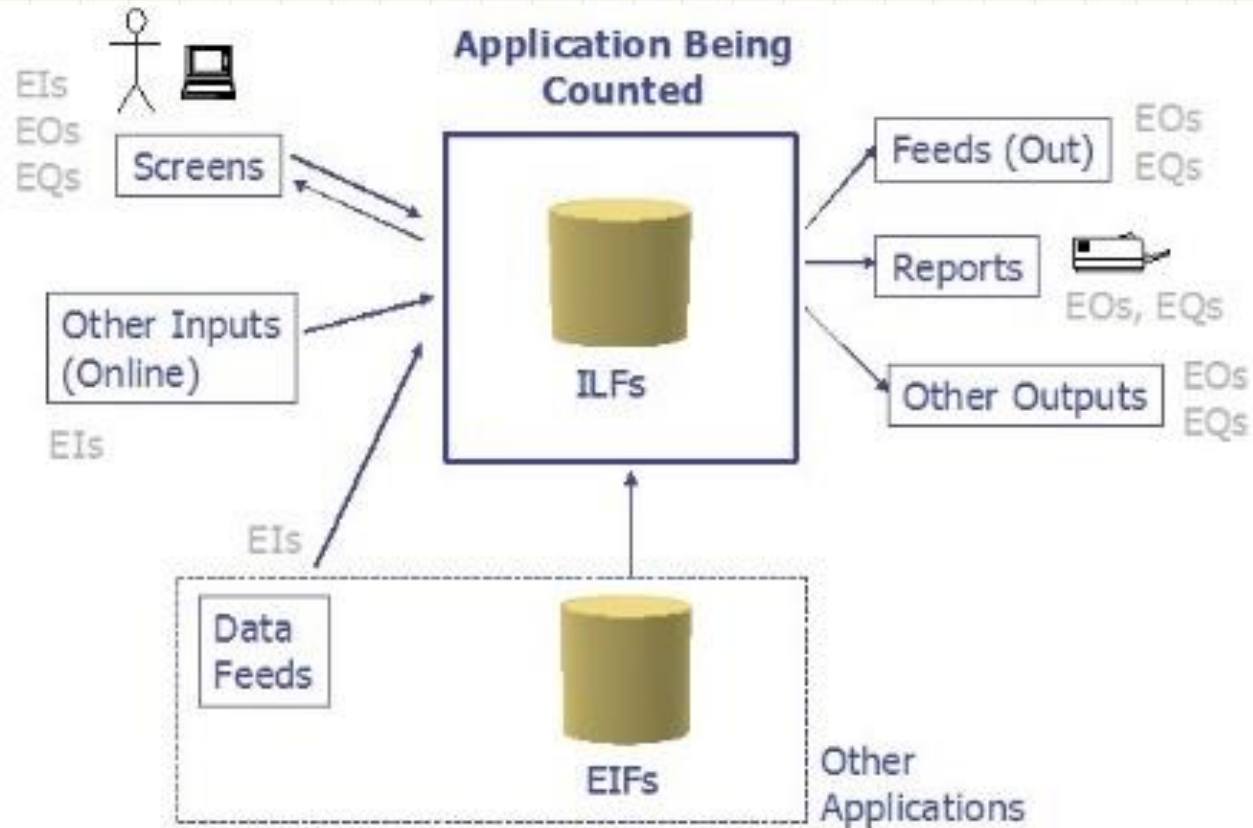 Application Being
Counted
EIs
EOs
EQs
Screens
Feeds (Out)
EOs
EQs
Reports
EOs, EQs
Other Inputs
(Online)
EIs
ILFs
Other Outputs
EOs
EQs
EIs
Data
Feeds
EIFs
Other
Applications